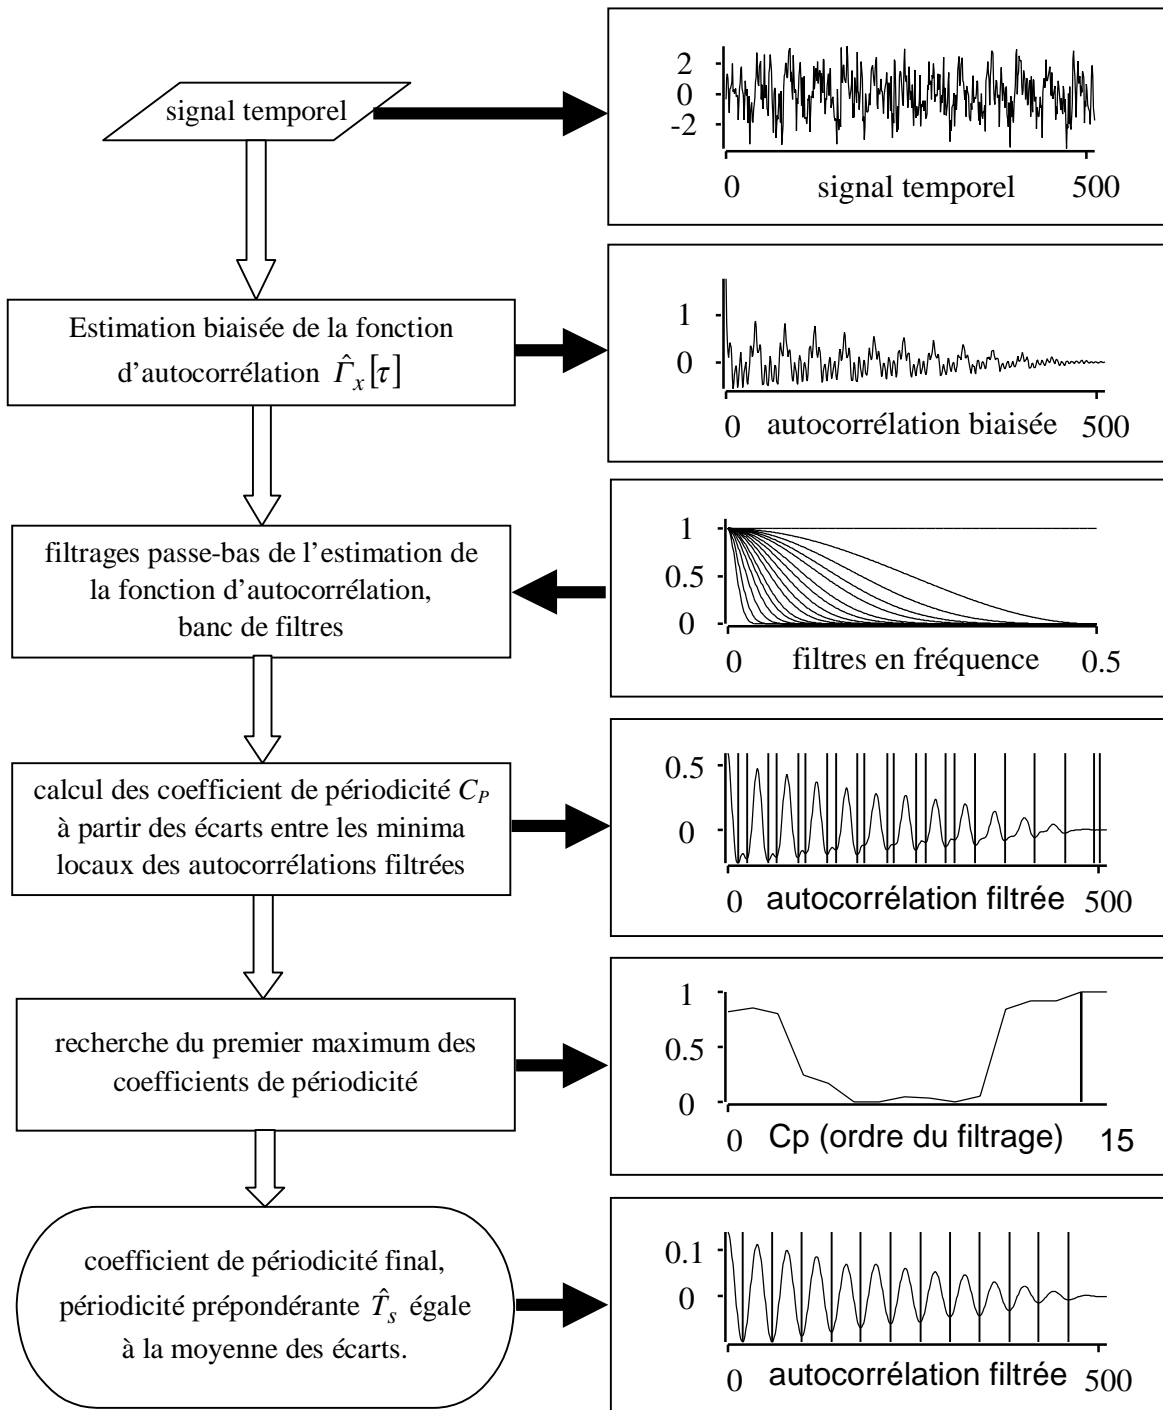 signal temporel
2
0
-2
0 signal temporel 500
Estimation biaisée de la fonction
d’autocorrélation Γ̂x[τ]
1
0
0 autocorrélation biaisée 500
filtrages passe-bas de l’estimation de
la fonction d’autocorrélation,
banc de filtres
1
0.5
0
0 filtres en fréquence 0.5
calcul des coefficient de périodicité CP
à partir des écarts entre les minima
locaux des autocorrélations filtrées
0.5
0
0 autocorrélation filtrée 500
recherche du premier maximum des
coefficients de périodicité
1
0.5
0
0 Cp (ordre du filtrage) 15
coefficient de périodicité final,
périodicité prépondérante T̂s égale
à la moyenne des écarts.
0.1
0
0 autocorrélation filtrée 500